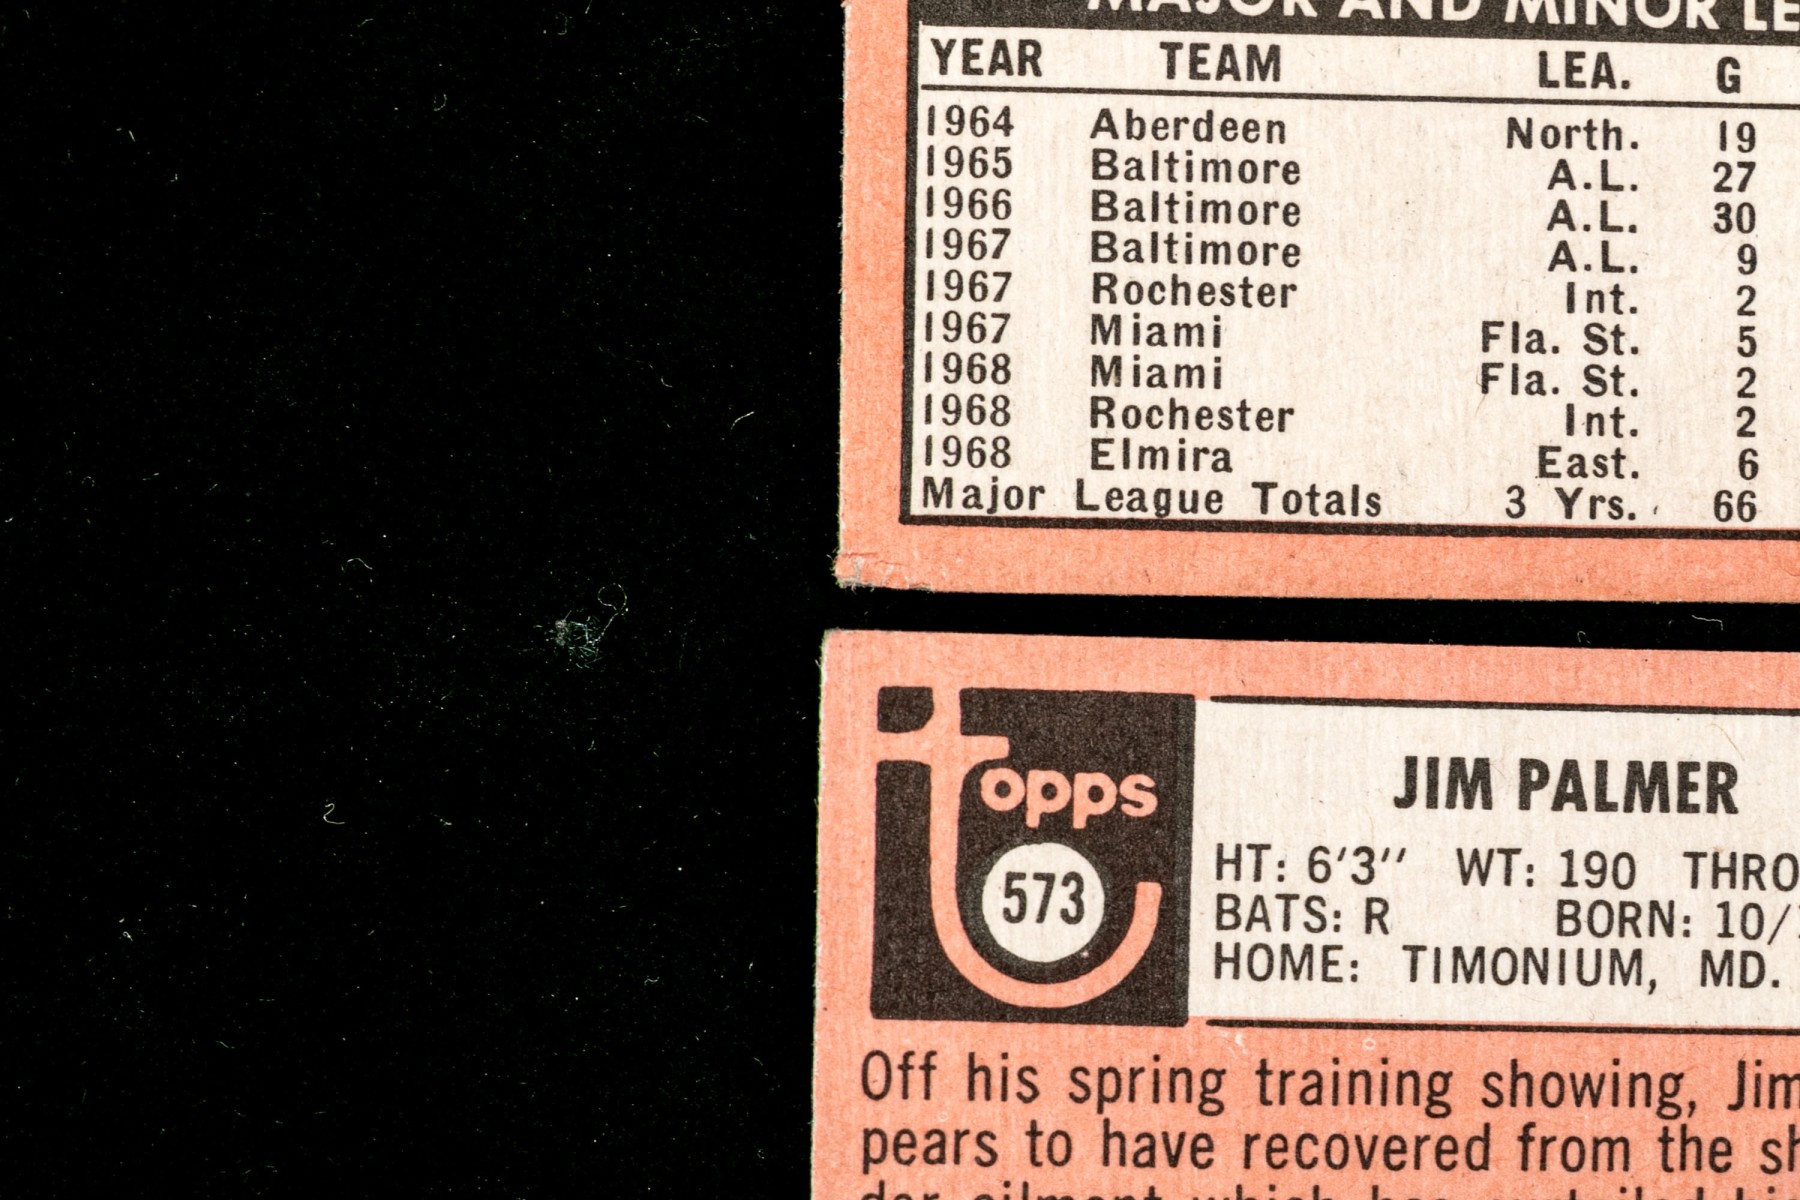 MAJOR AND MINOR LE
YEAR TEAM LEA. G
1964 Aberdeen North. 19
1965 Baltimore A.L. 27
1966 Baltimore A.L. 30
1967 Baltimore A.L. 9
1967 Rochester Int. 2
1967 Miami Fla. St. 5
1968 Miami Fla. St. 2
1968 Rochester Int. 2
1968 Elmira East. 6
Major League Totals 3 Yrs. 66
topps
573
JIM PALMER
HT: 6'3'' WT: 190 THRO
BATS: R BORN: 10/
HOME: TIMONIUM, MD.
Off his spring training showing, Jim
pears to have recovered from the sh
der ailment which has